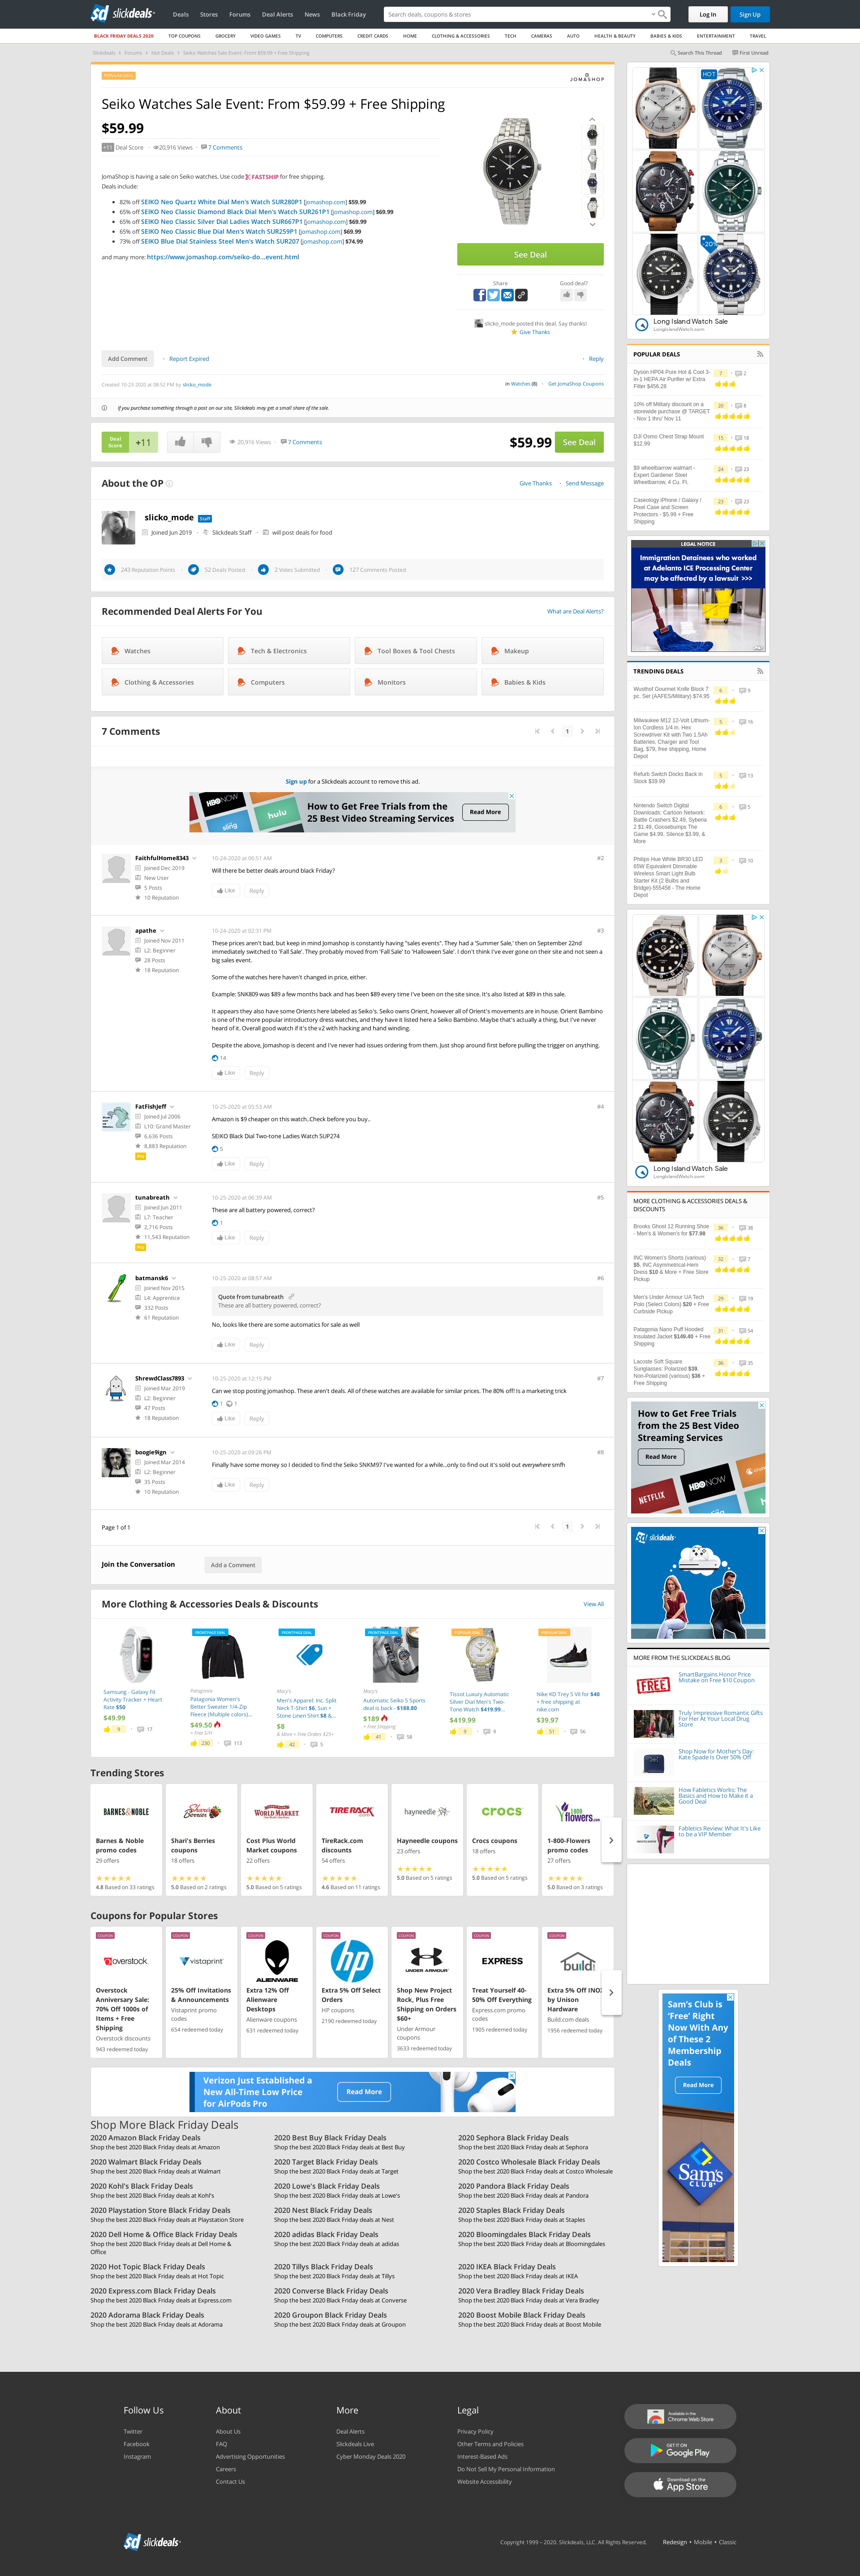 slickdeals
Deals Stores Forums Deal Alerts News Black Friday
Search deals, coupons & stores
Log In
Sign Up
BLACK FRIDAY DEALS 2020 TOP COUPONS GROCERY VIDEO GAMES TV COMPUTERS CREDIT CARDS HOME CLOTHING & ACCESSORIES TECH CAMERAS AUTO HEALTH & BEAUTY BABIES & KIDS ENTERTAINMENT TRAVEL
Slickdeals Forums Hot Deals Seiko Watches Sale Event: From $59.99 + Free Shipping
Search This Thread First Unread
POPULAR DEAL
JOMASHOP
Seiko Watches Sale Event: From $59.99 + Free Shipping
$59.99
+11 Deal Score 20,916 Views 7 Comments
JomaShop is having a sale on Seiko watches. Use code FASTSHIP for free shipping.
Deals include:
82% off SEIKO Neo Quartz White Dial Men's Watch SUR280P1 [jomashop.com] $59.99
65% off SEIKO Neo Classic Diamond Black Dial Men's Watch SUR261P1 [jomashop.com] $69.99
65% off SEIKO Neo Classic Silver Dial Ladies Watch SUR667P1 [jomashop.com] $69.99
65% off SEIKO Neo Classic Blue Dial Men's Watch SUR259P1 [jomashop.com] $69.99
73% off SEIKO Blue Dial Stainless Steel Men's Watch SUR207 [jomashop.com] $74.99
and many more: https://www.jomashop.com/seiko-do...event.html
See Deal
Share Good deal?
slicko_mode posted this deal. Say thanks!
Give Thanks
Add Comment Report Expired Reply
Created 10-23-2020 at 08:52 PM by slicko_mode
in Watches (8) Get JomaShop Coupons
If you purchase something through a post on our site, Slickdeals may get a small share of the sale.
Deal Score +11 20,916 Views 7 Comments $59.99 See Deal
About the OP
Give Thanks Send Message
slicko_mode Staff
Joined Jun 2019 Slickdeals Staff will post deals for food
243 Reputation Points 52 Deals Posted 2 Votes Submitted 127 Comments Posted
Recommended Deal Alerts For You
What are Deal Alerts?
Watches Tech & Electronics Tool Boxes & Tool Chests Makeup
Clothing & Accessories Computers Monitors Babies & Kids
7 Comments
1
Sign up for a Slickdeals account to remove this ad.
HBO NOW hulu sling
How to Get Free Trials from the
25 Best Video Streaming Services
Read More
FaithfulHome8343 10-24-2020 at 06:51 AM #2
Joined Dec 2019
New User
5 Posts
10 Reputation
Will there be better deals around black Friday?
Like Reply
apathe 10-24-2020 at 02:31 PM #3
Joined Nov 2011
L2: Beginner
28 Posts
18 Reputation
These prices aren't bad, but keep in mind Jomashop is constantly having "sales events". They had a 'Summer Sale,' then on September 22nd
immediately switched to 'Fall Sale'. They probably moved from 'Fall Sale' to 'Halloween Sale'. I don't think I've ever gone on their site and not seen a
big sales event.
Some of the watches here haven't changed in price, either.
Example: SNK809 was $89 a few months back and has been $89 every time I've been on the site since. It's also listed at $89 in this sale.
It appears they also have some Orients here labeled as Seiko's. Seiko owns Orient, however all of Orient's movements are in house. Orient Bambino
is one of the more popular introductory dress watches, and they have it listed here a Seiko Bambino. Maybe that's actually a thing, but I've never
heard of it. Overall good watch if it's the v2 with hacking and hand winding.
Despite the above, Jomashop is decent and I've never had issues ordering from them. Just shop around first before pulling the trigger on anything.
14
Like Reply
FatFishJeff 10-25-2020 at 05:53 AM #4
Joined Jul 2006
L10: Grand Master
6,636 Posts
8,883 Reputation
Pro
Amazon is $9 cheaper on this watch..Check before you buy..
SEIKO Black Dial Two-tone Ladies Watch SUP274
5
Like Reply
tunabreath 10-25-2020 at 06:39 AM #5
Joined Jun 2011
L7: Teacher
2,716 Posts
11,543 Reputation
Pro
These are all battery powered, correct?
1
Like Reply
batmansk6 10-25-2020 at 08:57 AM #6
Joined Nov 2015
L4: Apprentice
332 Posts
61 Reputation
Quote from tunabreath
These are all battery powered, correct?
No, looks like there are some automatics for sale as well
Like Reply
ShrewdClass7893 10-25-2020 at 12:15 PM #7
Joined Mar 2019
L2: Beginner
47 Posts
18 Reputation
Can we stop posting jomashop. These aren't deals. All of these watches are available for similar prices. The 80% off! Is a marketing trick
1 1
Like Reply
boogie9ign 10-25-2020 at 09:26 PM #8
Joined Mar 2014
L2: Beginner
35 Posts
10 Reputation
Finally have some money so I decided to find the Seiko SNKM97 I've wanted for a while...only to find out it's sold out everywhere smfh
Like Reply
Page 1 of 1
1
Join the Conversation Add a Comment
More Clothing & Accessories Deals & Discounts View All
Samsung - Galaxy Fit
Activity Tracker + Heart
Rate $50
$49.99
9 17
FRONTPAGE DEAL
Patagonia
Patagonia Women's
Better Sweater 1/4-Zip
Fleece (Multiple colors)...
$49.50
+ Free S/H
230 113
FRONTPAGE DEAL
Macy's
Men's Apparel: Inc. Split
Neck T-Shirt $6, Sun +
Stone Linen Shirt $8 &...
$8
& More + Free Orders $25+
42 5
FRONTPAGE DEAL
Macy's
Automatic Seiko 5 Sports
deal is back - $188.80
$189
+ Free Shipping
41 58
POPULAR DEAL
Tissot Luxury Automatic
Silver Dial Men's Two-
Tone Watch $419.99...
$419.99
9 9
POPULAR DEAL
Nike KD Trey 5 VII for $40
+ free shipping at
nike.com
$39.97
51 56
Trending Stores
BARNES & NOBLE
Barnes & Noble
promo codes
29 offers
4.8 Based on 33 ratings
Shari's Berries
Shari's Berries
coupons
18 offers
5.0 Based on 2 ratings
WORLD MARKET
Cost Plus World
Market coupons
22 offers
5.0 Based on 5 ratings
TIRE RACK
TireRack.com
discounts
54 offers
4.6 Based on 11 ratings
hayneedle
Hayneedle coupons
23 offers
5.0 Based on 5 ratings
crocs
Crocs coupons
18 offers
5.0 Based on 5 ratings
1-800 flowers.com
1-800-Flowers
promo codes
27 offers
5.0 Based on 3 ratings
Coupons for Popular Stores
COUPON
overstock
Overstock
Anniversary Sale:
70% Off 1000s of
Items + Free
Shipping
Overstock discounts
943 redeemed today
COUPON
vistaprint
25% Off Invitations
& Announcements
Vistaprint promo
codes
654 redeemed today
COUPON
ALIENWARE
Extra 12% Off
Alienware
Desktops
Alienware coupons
631 redeemed today
COUPON
hp
Extra 5% Off Select
Orders
HP coupons
2190 redeemed today
COUPON
UNDER ARMOUR
Shop New Project
Rock, Plus Free
Shipping on Orders
$60+
Under Armour
coupons
3633 redeemed today
COUPON
EXPRESS
Treat Yourself 40-
50% Off Everything
Express.com promo
codes
1905 redeemed today
COUPON
build
Extra 5% Off INOX
by Unison
Hardware
Build.com deals
1956 redeemed today
Verizon Just Established a
New All-Time Low Price
for AirPods Pro
Read More
Shop More Black Friday Deals
2020 Amazon Black Friday Deals
Shop the best 2020 Black Friday deals at Amazon
2020 Best Buy Black Friday Deals
Shop the best 2020 Black Friday deals at Best Buy
2020 Sephora Black Friday Deals
Shop the best 2020 Black Friday deals at Sephora
2020 Walmart Black Friday Deals
Shop the best 2020 Black Friday deals at Walmart
2020 Target Black Friday Deals
Shop the best 2020 Black Friday deals at Target
2020 Costco Wholesale Black Friday Deals
Shop the best 2020 Black Friday deals at Costco Wholesale
2020 Kohl's Black Friday Deals
Shop the best 2020 Black Friday deals at Kohl's
2020 Lowe's Black Friday Deals
Shop the best 2020 Black Friday deals at Lowe's
2020 Pandora Black Friday Deals
Shop the best 2020 Black Friday deals at Pandora
2020 Playstation Store Black Friday Deals
Shop the best 2020 Black Friday deals at Playstation Store
2020 Nest Black Friday Deals
Shop the best 2020 Black Friday deals at Nest
2020 Staples Black Friday Deals
Shop the best 2020 Black Friday deals at Staples
2020 Dell Home & Office Black Friday Deals
Shop the best 2020 Black Friday deals at Dell Home &
Office
2020 adidas Black Friday Deals
Shop the best 2020 Black Friday deals at adidas
2020 Bloomingdales Black Friday Deals
Shop the best 2020 Black Friday deals at Bloomingdales
2020 Hot Topic Black Friday Deals
Shop the best 2020 Black Friday deals at Hot Topic
2020 Tillys Black Friday Deals
Shop the best 2020 Black Friday deals at Tillys
2020 IKEA Black Friday Deals
Shop the best 2020 Black Friday deals at IKEA
2020 Express.com Black Friday Deals
Shop the best 2020 Black Friday deals at Express.com
2020 Converse Black Friday Deals
Shop the best 2020 Black Friday deals at Converse
2020 Vera Bradley Black Friday Deals
Shop the best 2020 Black Friday deals at Vera Bradley
2020 Adorama Black Friday Deals
Shop the best 2020 Black Friday deals at Adorama
2020 Groupon Black Friday Deals
Shop the best 2020 Black Friday deals at Groupon
2020 Boost Mobile Black Friday Deals
Shop the best 2020 Black Friday deals at Boost Mobile
HOT
-20%
Long Island Watch Sale
LongIslandWatch.com
POPULAR DEALS
Dyson HP04 Pure Hot & Cool 3-
in-1 HEPA Air Purifier w/ Extra
Filter $456.28
7 2
10% off Military discount on a
storewide purchase @ TARGET
- Nov 1 thru' Nov 11
20 8
DJI Osmo Chest Strap Mount
$12.99
15 18
$9 wheelbarrow walmart -
Expert Gardener Steel
Wheelbarrow, 4 Cu. Ft.
24 23
Caseology iPhone / Galaxy /
Pixel Case and Screen
Protectors - $5.99 + Free
Shipping
23 23
LEGAL NOTICE
Immigration Detainees who worked
at Adelanto ICE Processing Center
may be affected by a lawsuit >>>
TRENDING DEALS
Wusthof Gourmet Knife Block 7
pc. Set (AAFES/Military) $74.95
6 9
Milwaukee M12 12-Volt Lithium-
Ion Cordless 1/4 in. Hex
Screwdriver Kit with Two 1.5Ah
Batteries, Charger and Tool
Bag, $79, free shipping, Home
Depot
5 16
Refurb Switch Docks Back in
Stock $39.99
5 13
Nintendo Switch Digital
Downloads: Cartoon Network:
Battle Crashers $2.49, Syberia
2 $1.49, Goosebumps The
Game $4.99, Silence $3.89, &
More
6 5
Philips Hue White BR30 LED
65W Equivalent Dimmable
Wireless Smart Light Bulb
Starter Kit (2 Bulbs and
Bridge)-555458 - The Home
Depot
3 10
Long Island Watch Sale
LongIslandWatch.com
MORE CLOTHING & ACCESSORIES DEALS &
DISCOUNTS
Brooks Ghost 12 Running Shoe
- Men's & Women's for $77.98
36 38
INC Women's Shorts (various)
$5, INC Asymmetrical-Hem
Dress $10 & More + Free Store
Pickup
32 7
Men's Under Armour UA Tech
Polo (Select Colors) $20 + Free
Curbside Pickup
29 19
Patagonia Nano Puff Hooded
Insulated Jacket $149.40 + Free
Shipping
31 54
Lacoste Soft Square
Sunglasses: Polarized $39,
Non-Polarized (various) $36 +
Free Shipping
36 35
How to Get Free Trials
from the 25 Best Video
Streaming Services
Read More
NETFLIX HBO NOW
slickdeals
MORE FROM THE SLICKDEALS BLOG
FREE!
SmartBargains Honor Price
Mistake on Free $10 Coupon
Truly Impressive Romantic Gifts
For Her At Your Local Drug
Store
Shop Now for Mother's Day:
Kate Spade Is Over 50% Off
How Fabletics Works: The
Basics and How to Make it a
Good Deal
Fabletics Review: What It's Like
to be a VIP Member
Sam's Club is
'Free' Right
Now With Any
of These 2
Membership
Deals
Read More
Sam's
CLUB
Follow Us
Twitter
Facebook
Instagram
About
About Us
FAQ
Advertising Opportunities
Careers
Contact Us
More
Deal Alerts
Slickdeals Live
Cyber Monday Deals 2020
Legal
Privacy Policy
Other Terms and Policies
Interest-Based Ads
Do Not Sell My Personal Information
Website Accessibility
Available in the
Chrome Web Store
GET IT ON
Google Play
Download on the
App Store
slickdeals
Copyright 1999 - 2020. Slickdeals, LLC. All Rights Reserved.
Redesign • Mobile • Classic